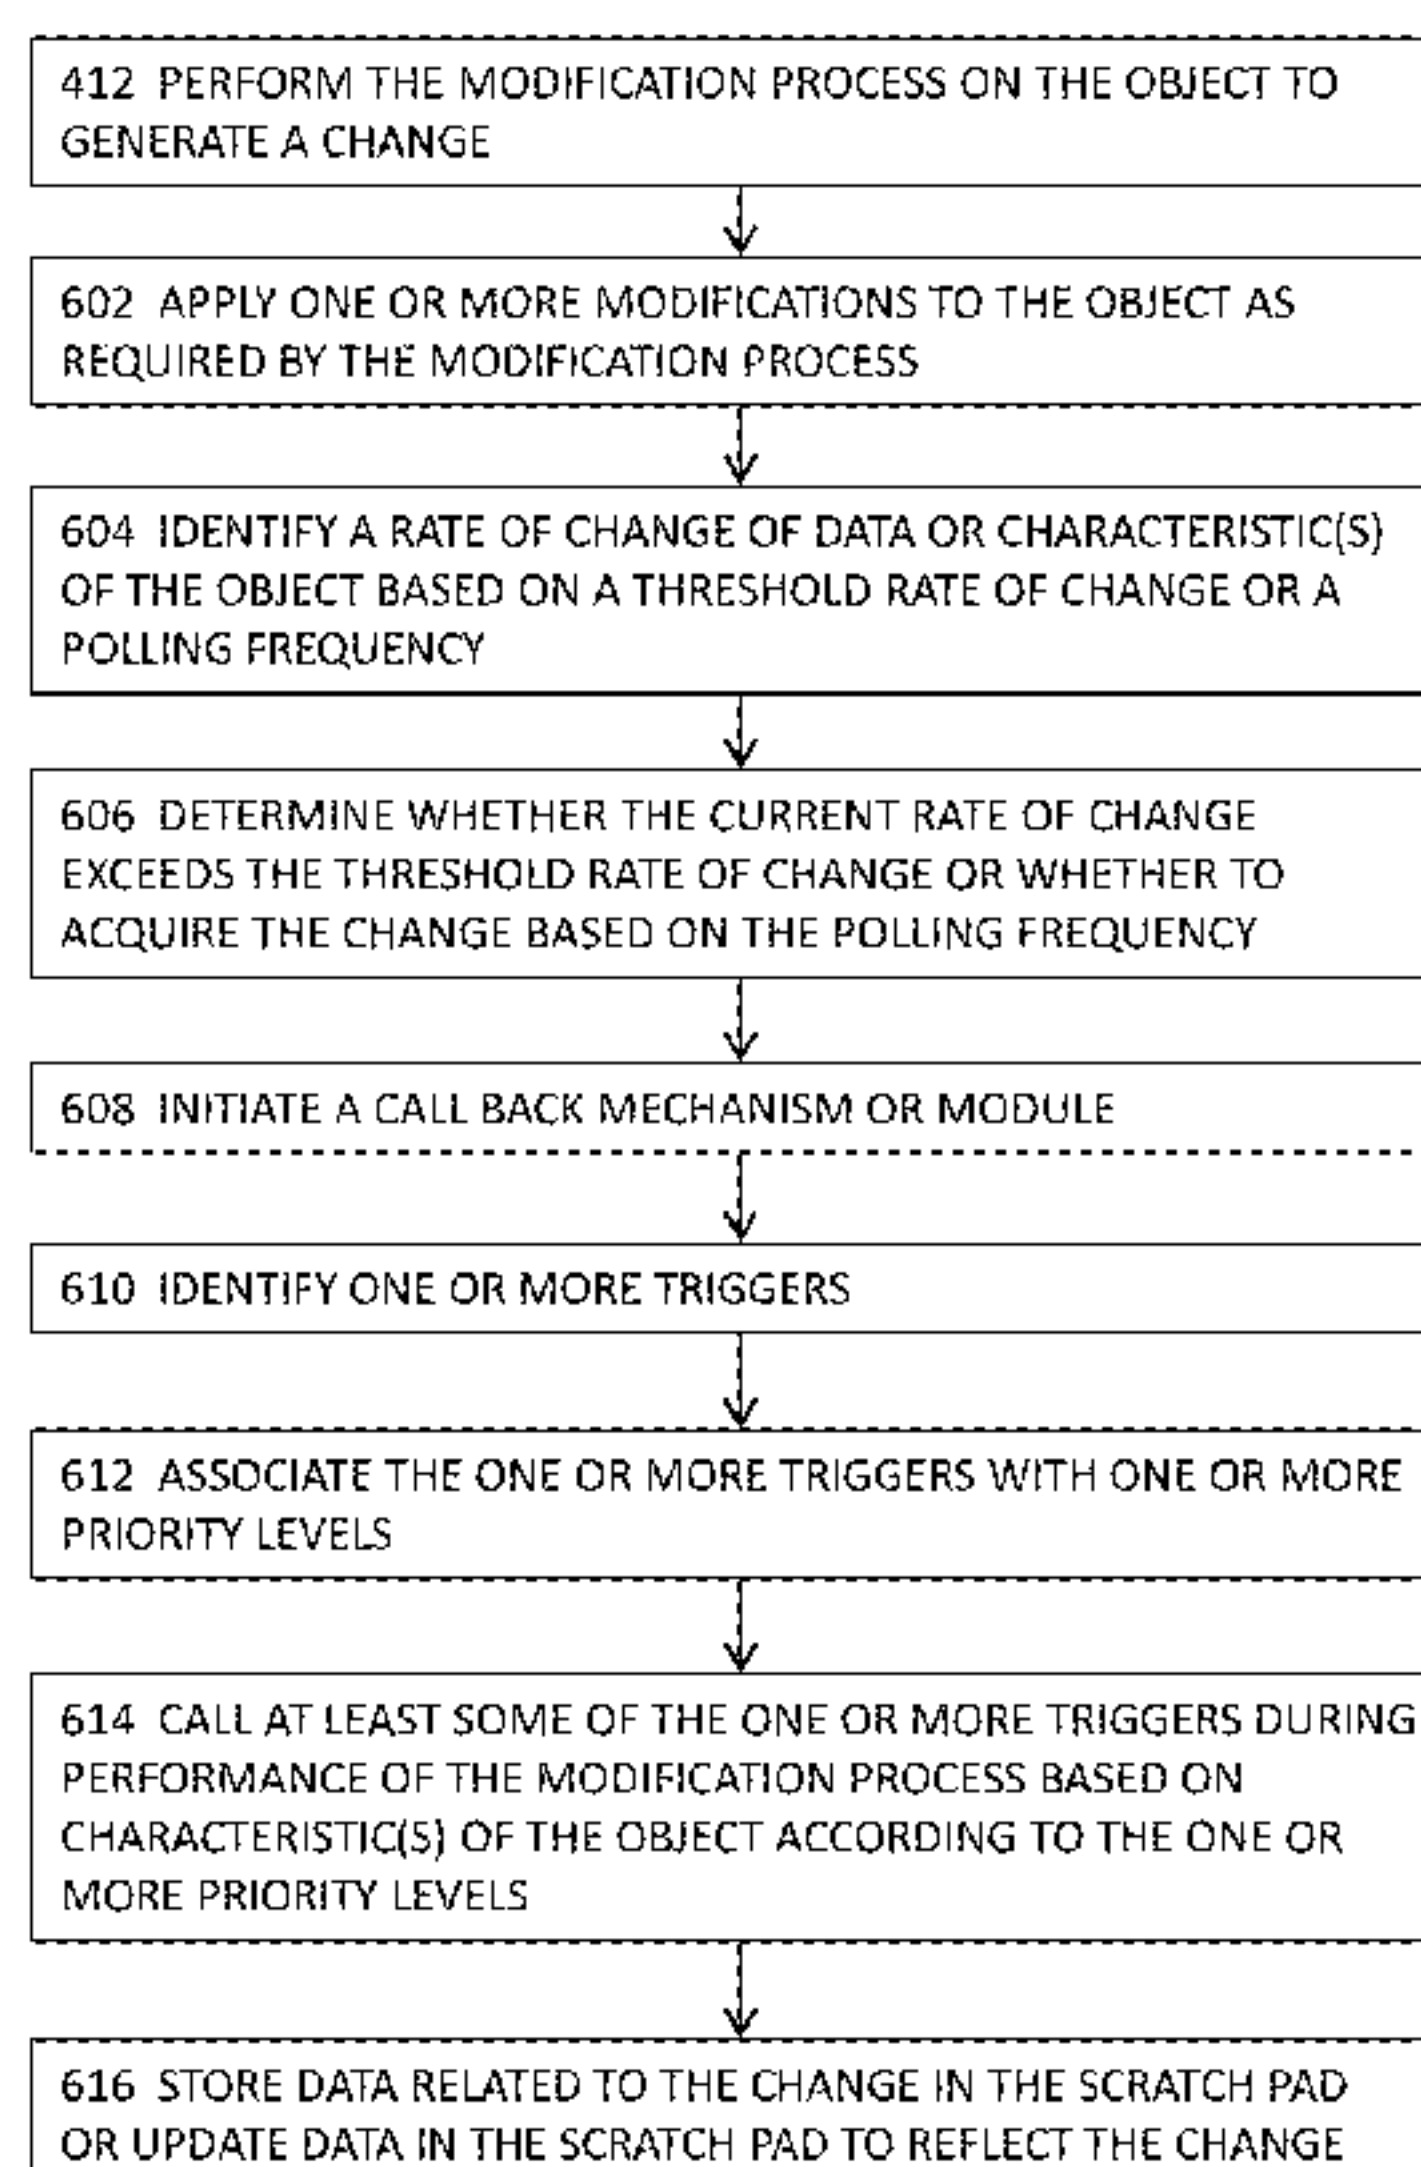 412 PERFORM THE MODIFICATION PROCESS ON THE OBJECT TO
GENERATE A CHANGE
602 APPLY ONE OR MORE MODIFICATIONS TO THE OBJECT AS
REQUIRED BY THE MODIFICATION PROCESS
604 IDENTIFY A RATE OF CHANGE OF DATA OR CHARACTERISTIC(S)
OF THE OBJECT BASED ON A THRESHOLD RATE OF CHANGE OR A
POLLING FREQUENCY
606 DETERMINE WHETHER THE CURRENT RATE OF CHANGE
EXCEEDS THE THRESHOLD RATE OF CHANGE OR WHETHER TO
ACQUIRE THE CHANGE BASED ON THE POLLING FREQUENCY
608 INITIATE A CALL BACK MECHANISM OR MODULE
610 IDENTIFY ONE OR MORE TRIGGERS
612 ASSOCIATE THE ONE OR MORE TRIGGERS WITH ONE OR MORE
PRIORITY LEVELS
614 CALL AT LEAST SOME OF THE ONE OR MORE TRIGGERS DURING
PERFORMANCE OF THE MODIFICATION PROCESS BASED ON
CHARACTERISTIC(S) OF THE OBJECT ACCORDING TO THE ONE OR
MORE PRIORITY LEVELS
616 STORE DATA RELATED TO THE CHANGE IN THE SCRATCH PAD
OR UPDATE DATA IN THE SCRATCH PAD TO REFLECT THE CHANGE